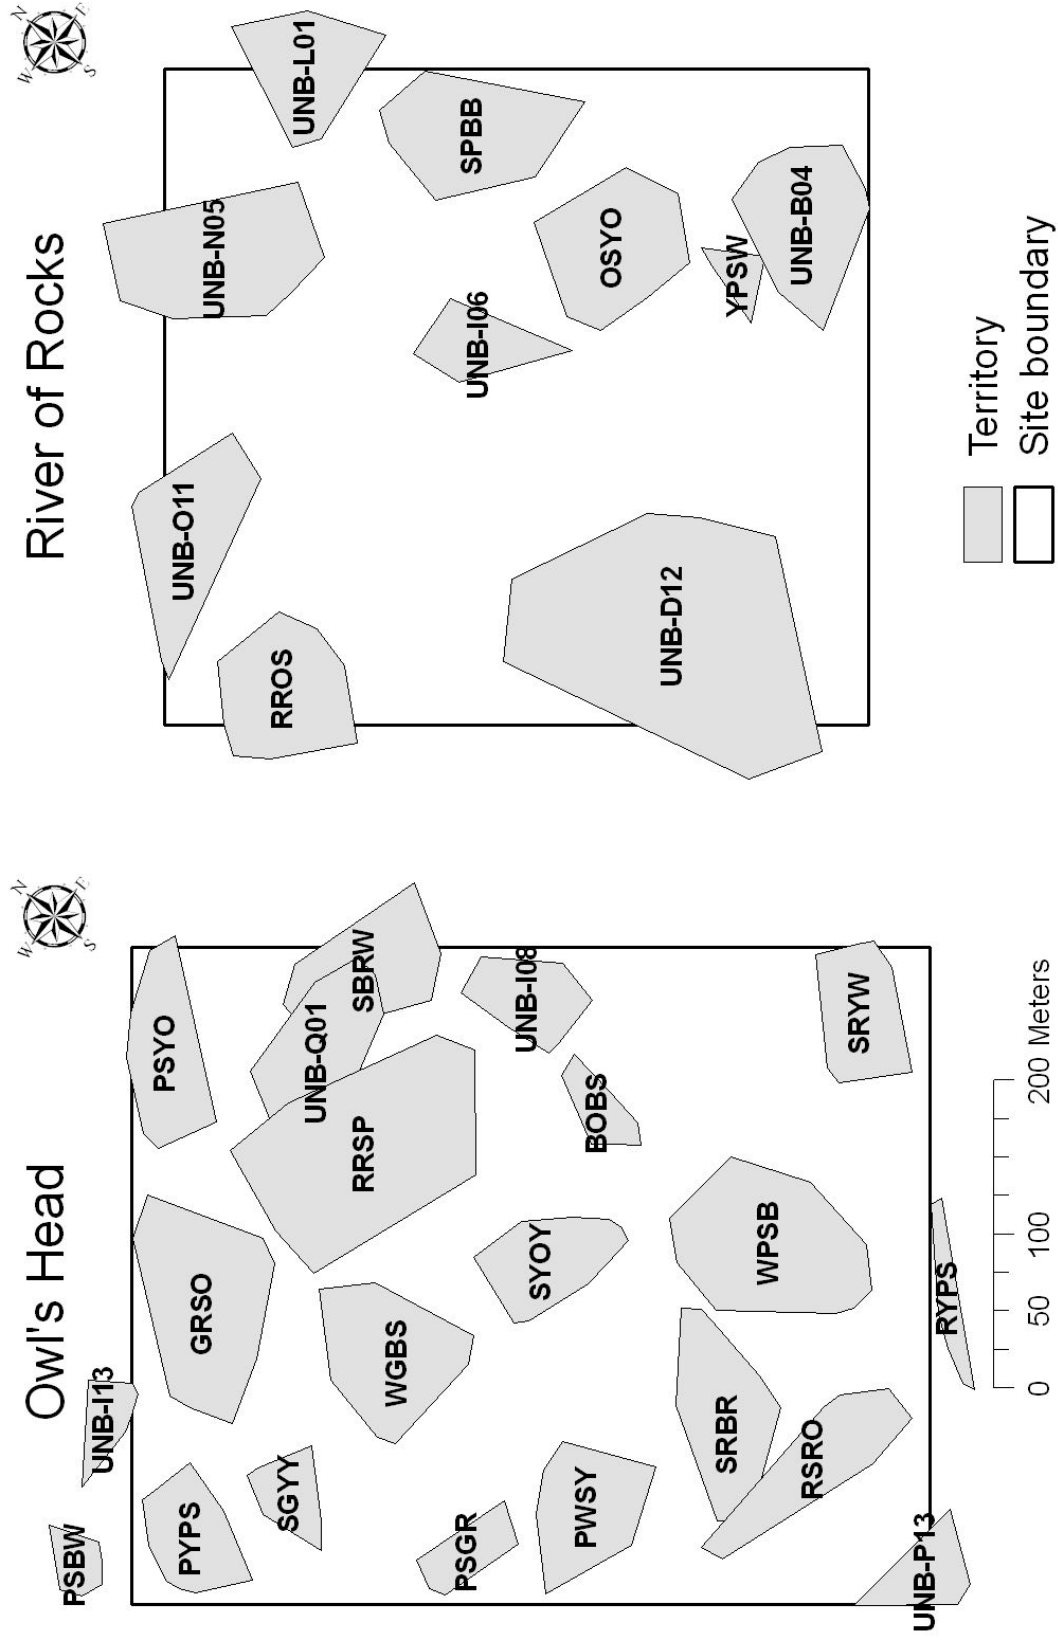 Owl's Head
N
E
S
W
PSBW
UNB-I13
PYPS
GRSO
PSYO
SGYY
WGBS
RRSP
UNB-Q01
SBRW
PSGR
SYOY
UNB-I08
PWSY
BOBS
SRBR
WPSB
RSRO
SRYW
UNB-P13
RYPS
0
50
100
200 Meters
River of Rocks
N
E
S
W
UNB-L01
UNB-N05
UNB-O11
RROS
SPBB
UNB-I06
OSYO
UNB-D12
YPSW
UNB-B04
Territory
Site boundary